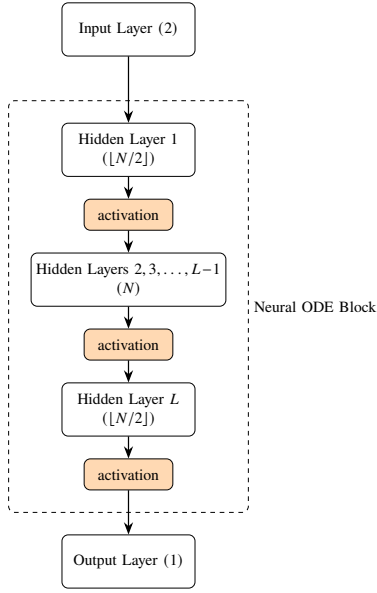 Input Layer (2)
Hidden Layer 1
(⌊N/2⌋)
activation
Hidden Layers 2, 3, . . . , L−1
(N)
Neural ODE Block
activation
Hidden Layer L
(⌊N/2⌋)
activation
Output Layer (1)